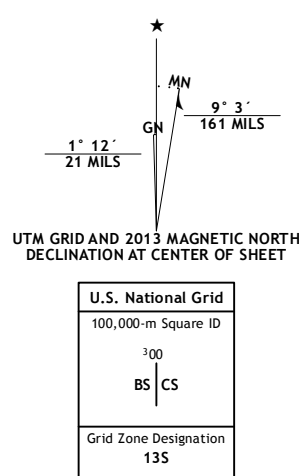 ★
MN
GN
9° 3´
161 MILS
1° 12´
21 MILS
UTM GRID AND 2013 MAGNETIC NORTH
DECLINATION AT CENTER OF SHEET
U.S. National Grid
100,000-m Square ID
³00
BS | CS
Grid Zone Designation
13S